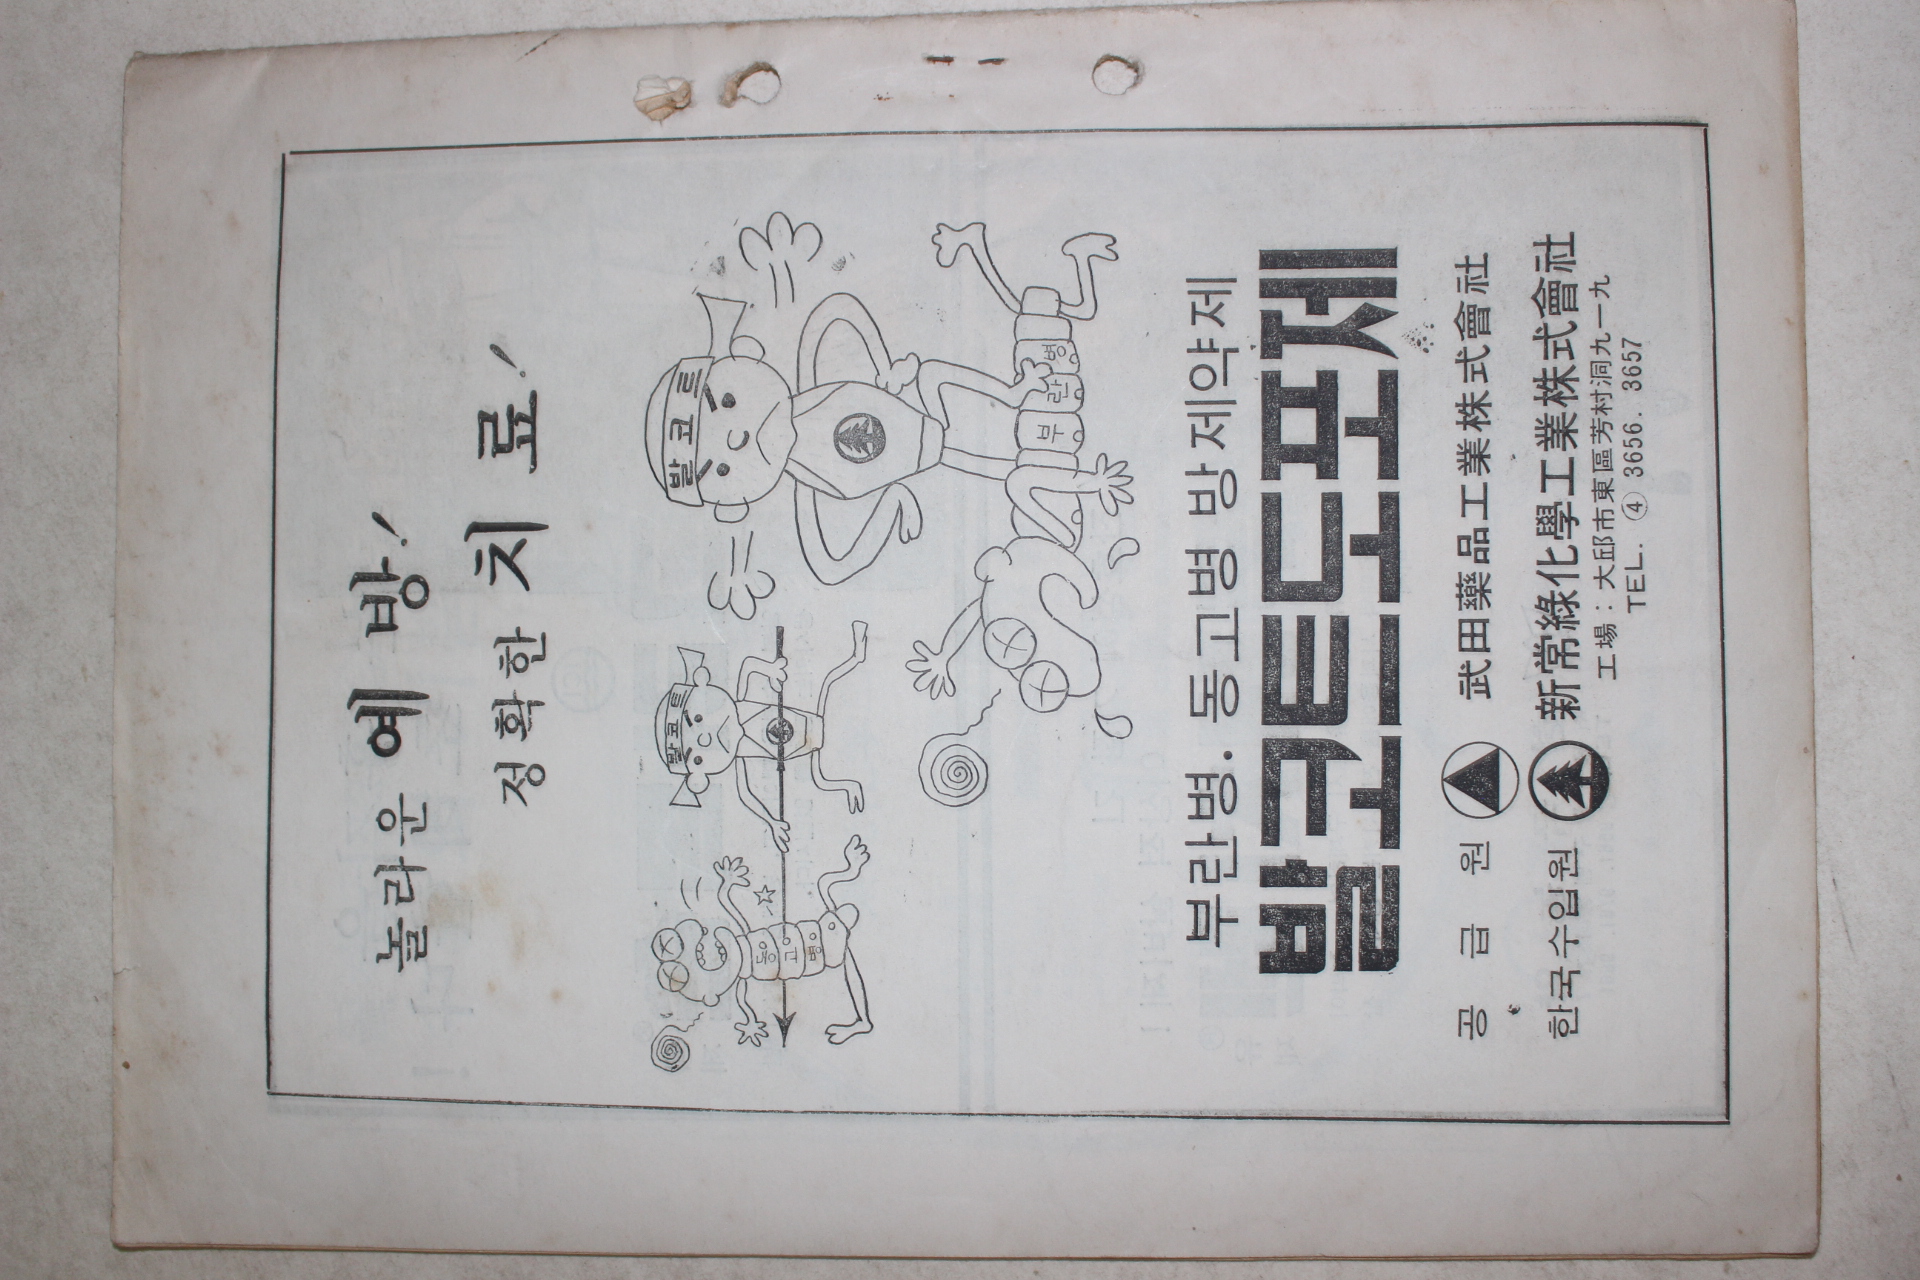 놀라운 예방!
정확한 치료!
발코트
동고병
발코트
부란병
부란병. 동고병 방제약제
발코트도포제
공급원 武田藥品工業株式會社
한국수입원 新常綠化學工業株式會社
工場 : 大邱市東區芳村洞九一九
TEL. ④ 3656. 3657